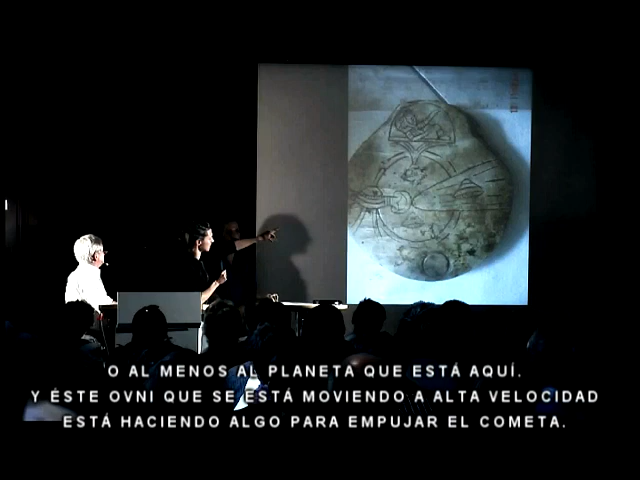 O AL MENOS AL PLANETA QUE ESTÁ AQUÍ.
Y ÉSTE OVNI QUE SE ESTÁ MOVIENDO A ALTA VELOCIDAD
ESTÁ HACIENDO ALGO PARA EMPUJAR EL COMETA.